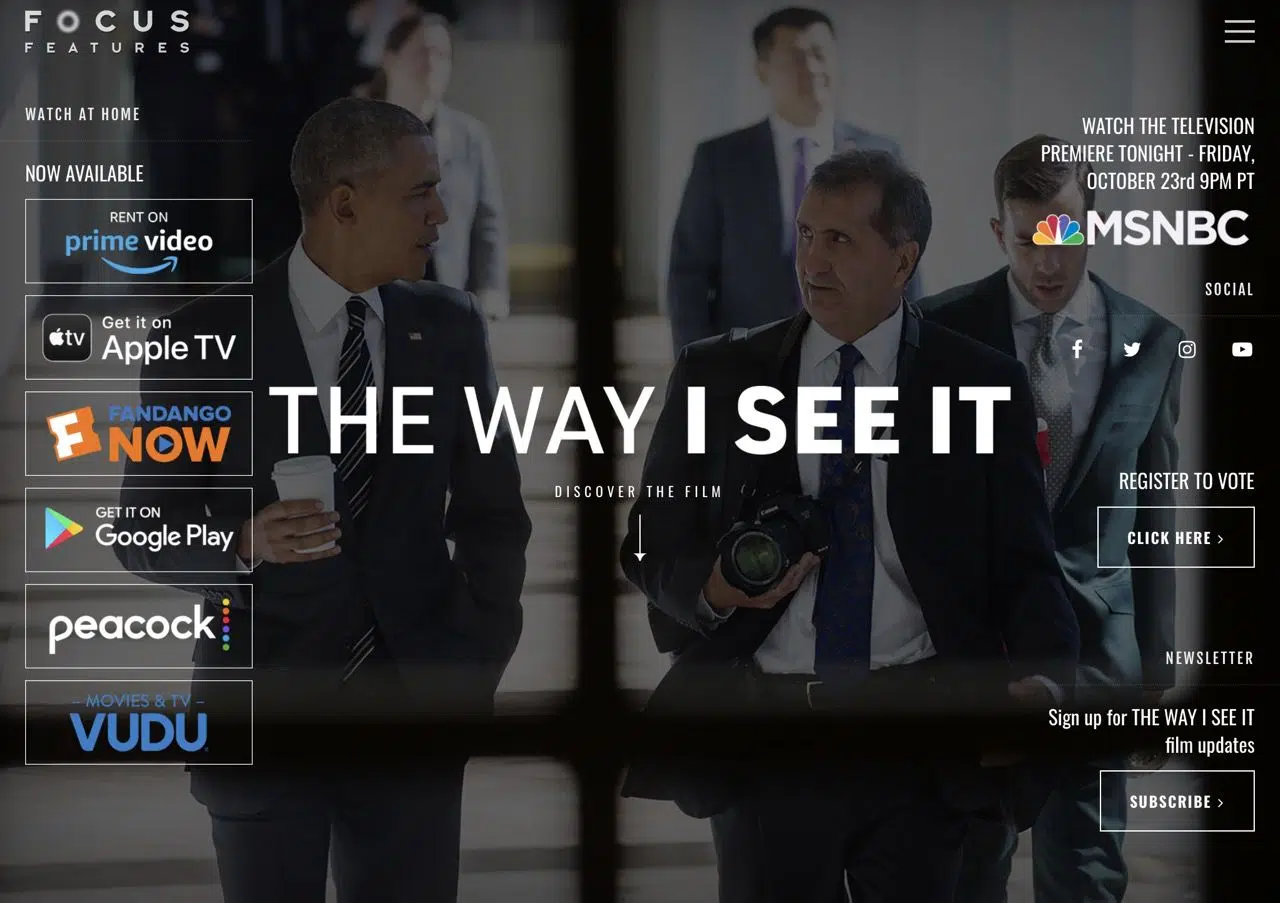 FOCUS
FEATURES
WATCH AT HOME
NOW AVAILABLE
RENT ON
prime video
tv
Get it on
Apple TV
FANDANGO
NOW
GET IT ON
Google Play
peacock
MOVIES & TV
VUDU
THE WAY I SEE IT
DISCOVER THE FILM
WATCH THE TELEVISION
PREMIERE TONIGHT - FRIDAY,
OCTOBER 23rd 9PM PT
MSNBC
SOCIAL
REGISTER TO VOTE
CLICK HERE >
NEWSLETTER
Sign up for THE WAY I SEE IT
film updates
SUBSCRIBE >